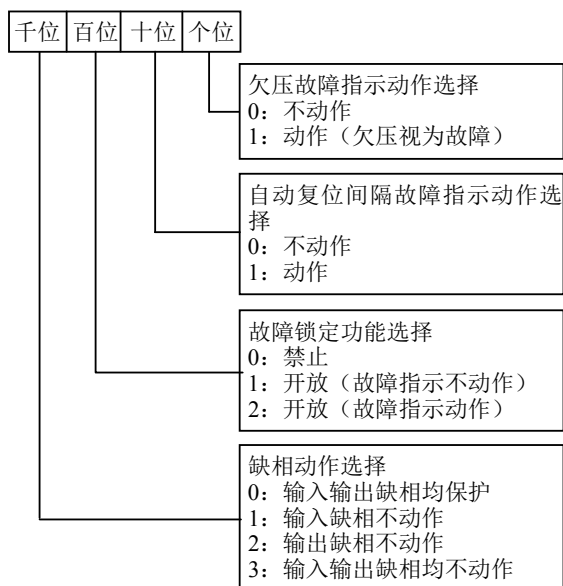 千位 百位 十位 个位
欠压故障指示动作选择
0：不动作
1：动作（欠压视为故障）
自动复位间隔故障指示动作选
择
0：不动作
1：动作
故障锁定功能选择
0：禁止
1：开放（故障指示不动作）
2：开放（故障指示动作）
缺相动作选择
0：输入输出缺相均保护
1：输入缺相不动作
2：输出缺相不动作
3：输入输出缺相均不动作